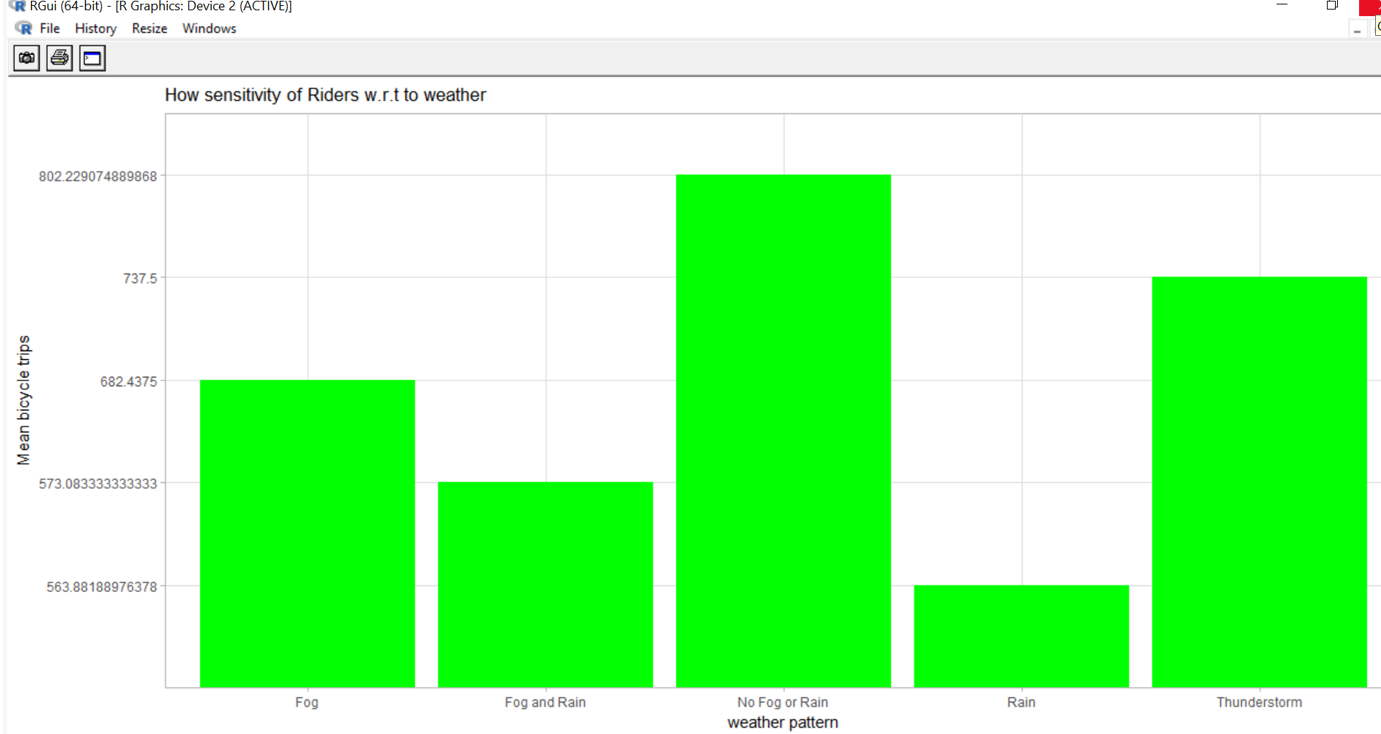 RGui (64-bit) - [R Graphics: Device 2 (ACTIVE)]
File History Resize Windows
How sensitivity of Riders w.r.t to weather
802.229074889868
737.5
682.4375
573.083333333333
563.88188976378
Mean bicycle trips
Fog Fog and Rain No Fog or Rain Rain Thunderstorm
weather pattern